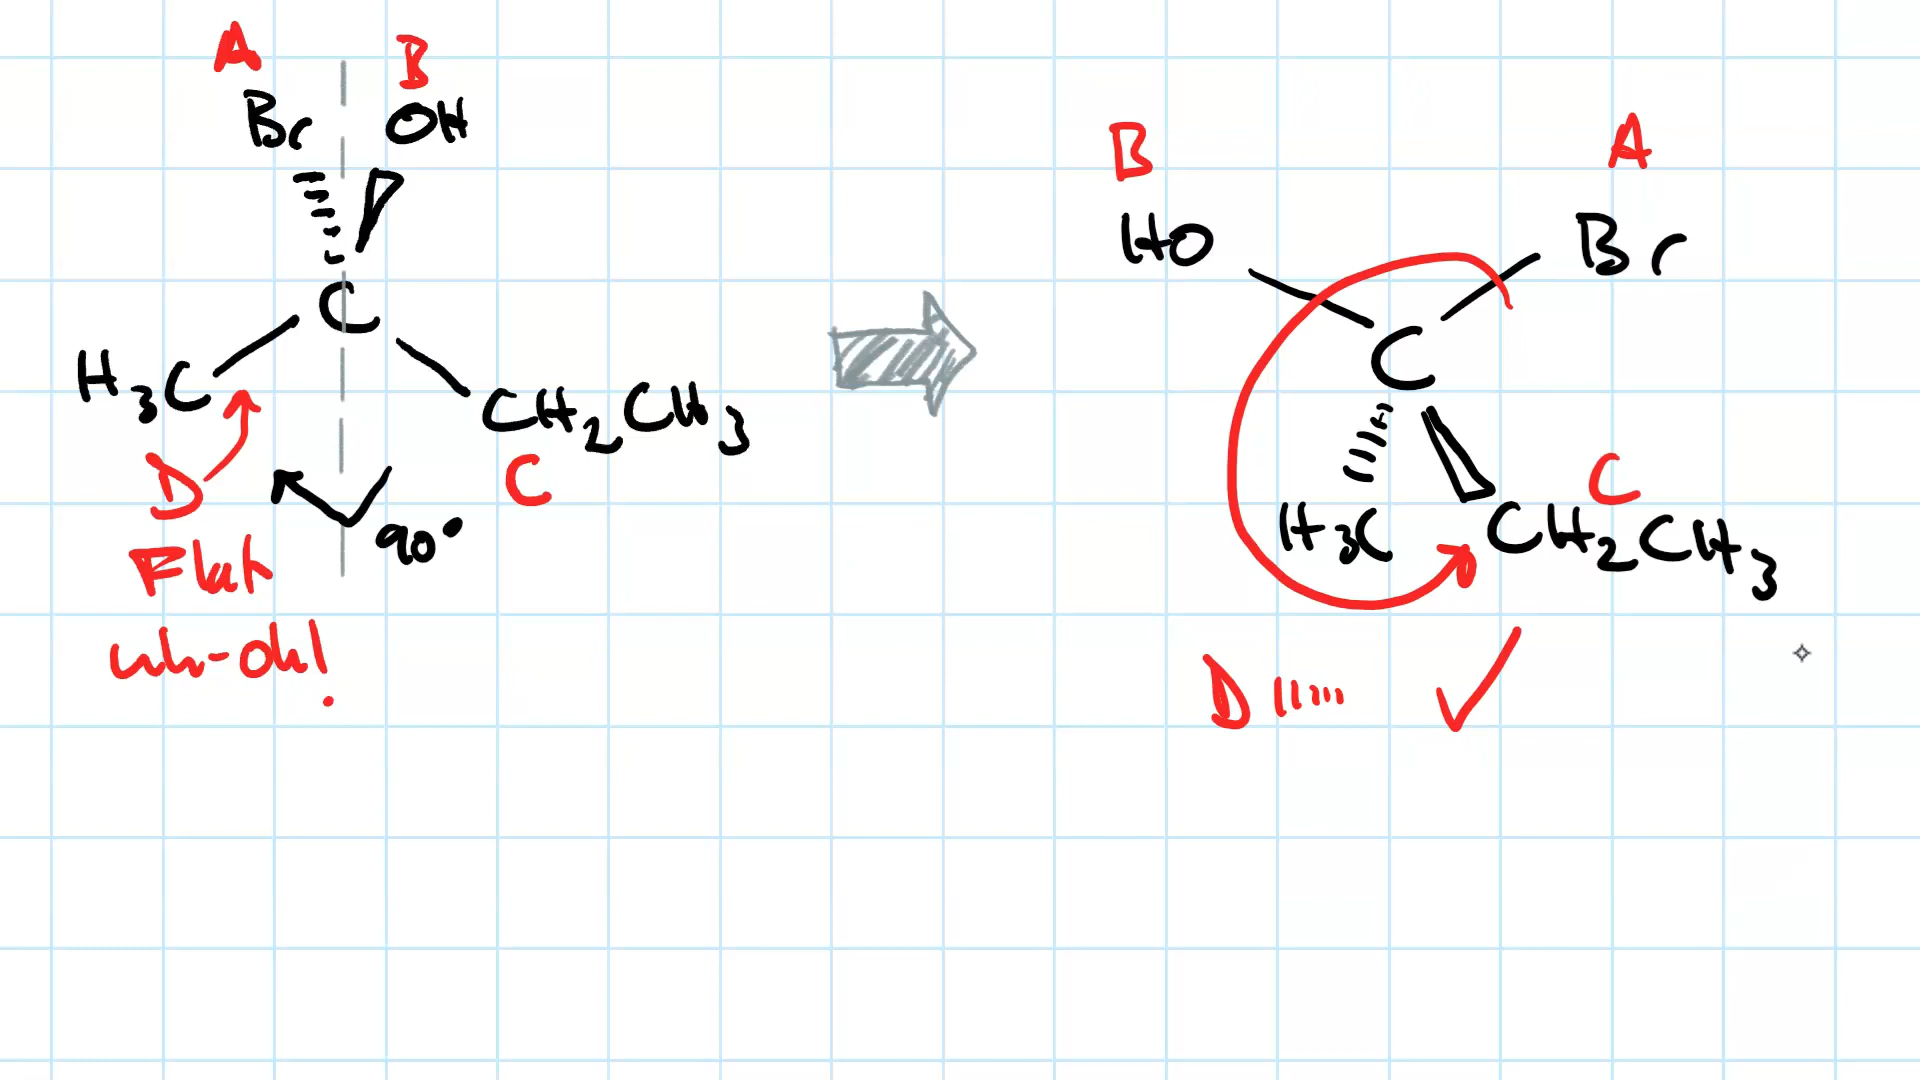 A B
Br OH
C
H3C CH2CH3
D C
90°
Flat
uh-oh!
B A
HO Br
C
C
H3C CH2CH3
D